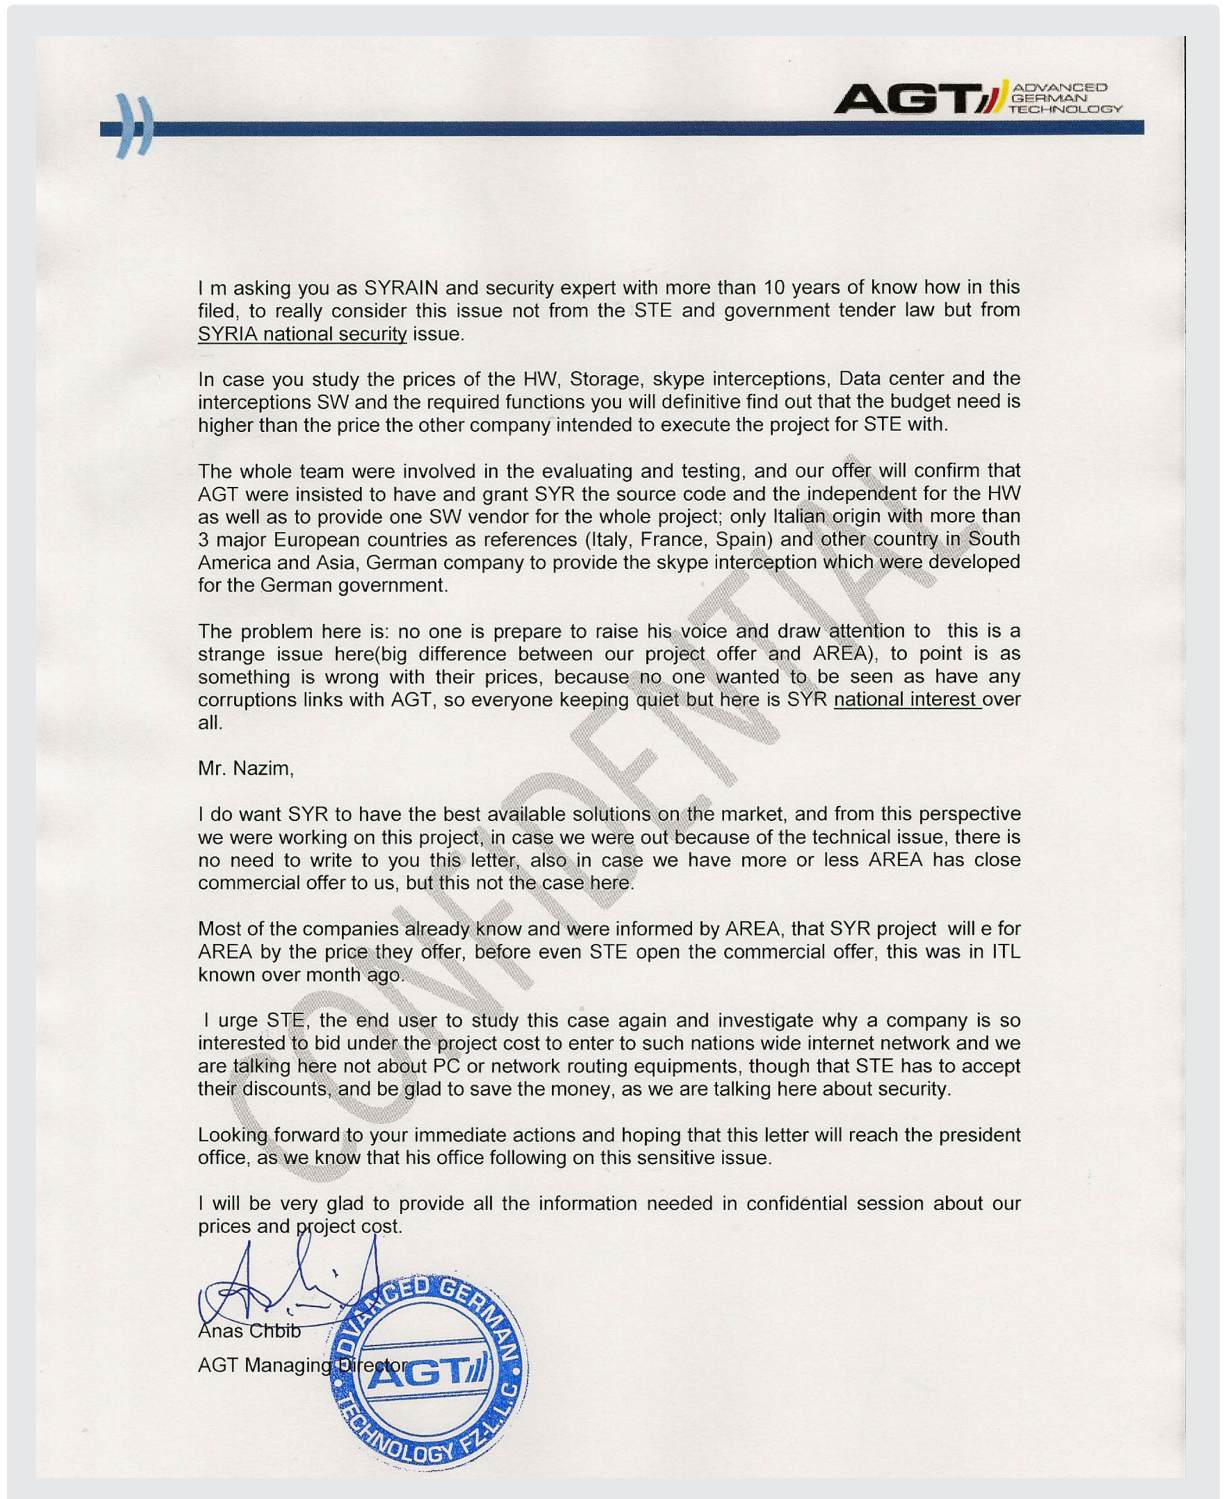 AGT ADVANCED
GERMAN
TECHNOLOGY
I m asking you as SYRAIN and security expert with more than 10 years of know how in this
filed, to really consider this issue not from the STE and government tender law but from
SYRIA national security issue.
In case you study the prices of the HW, Storage, skype interceptions, Data center and the
interceptions SW and the required functions you will definitive find out that the budget need is
higher than the price the other company intended to execute the project for STE with.
The whole team were involved in the evaluating and testing, and our offer will confirm that
AGT were insisted to have and grant SYR the source code and the independent for the HW
as well as to provide one SW vendor for the whole project; only Italian origin with more than
3 major European countries as references (Italy, France, Spain) and other country in South
America and Asia, German company to provide the skype interception which were developed
for the German government.
The problem here is: no one is prepare to raise his voice and draw attention to  this is a
strange issue here(big difference between our project offer and AREA), to point is as
something is wrong with their prices, because no one wanted to be seen as have any
corruptions links with AGT, so everyone keeping quiet but here is SYR national interest over
all.
Mr. Nazim,
I do want SYR to have the best available solutions on the market, and from this perspective
we were working on this project, in case we were out because of the technical issue, there is
no need to write to you this letter, also in case we have more or less AREA has close
commercial offer to us, but this not the case here.
Most of the companies already know and were informed by AREA, that SYR project  will e for
AREA by the price they offer, before even STE open the commercial offer, this was in ITL
known over month ago.
I urge STE, the end user to study this case again and investigate why a company is so
interested to bid under the project cost to enter to such nations wide internet network and we
are talking here not about PC or network routing equipments, though that STE has to accept
their discounts, and be glad to save the money, as we are talking here about security.
Looking forward to your immediate actions and hoping that this letter will reach the president
office, as we know that his office following on this sensitive issue.
I will be very glad to provide all the information needed in confidential session about our
prices and project cost.
Anas Chbib
AGT Managing Director
CONFIDENTIAL
ADVANCED GERMAN
AGT
TECHNOLOGY FZ-L.L.C